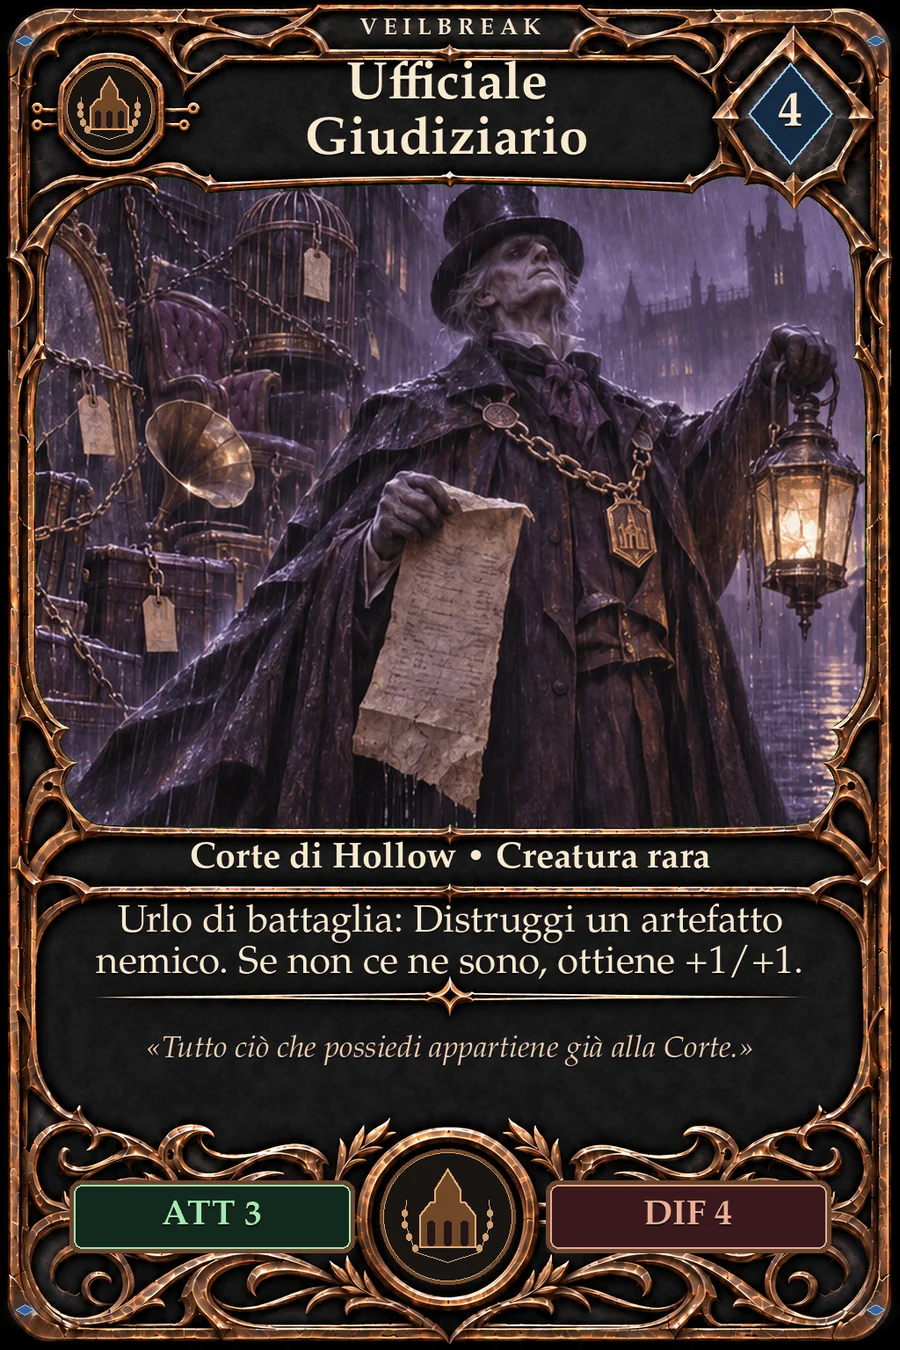 VEILBREAK
Ufficiale
Giudiziario
4
Corte di Hollow • Creatura rara
Urlo di battaglia: Distruggi un artefatto
nemico. Se non ce ne sono, ottiene +1/+1.
«Tutto ciò che possiedi appartiene già alla Corte.»
ATT 3
DIF 4